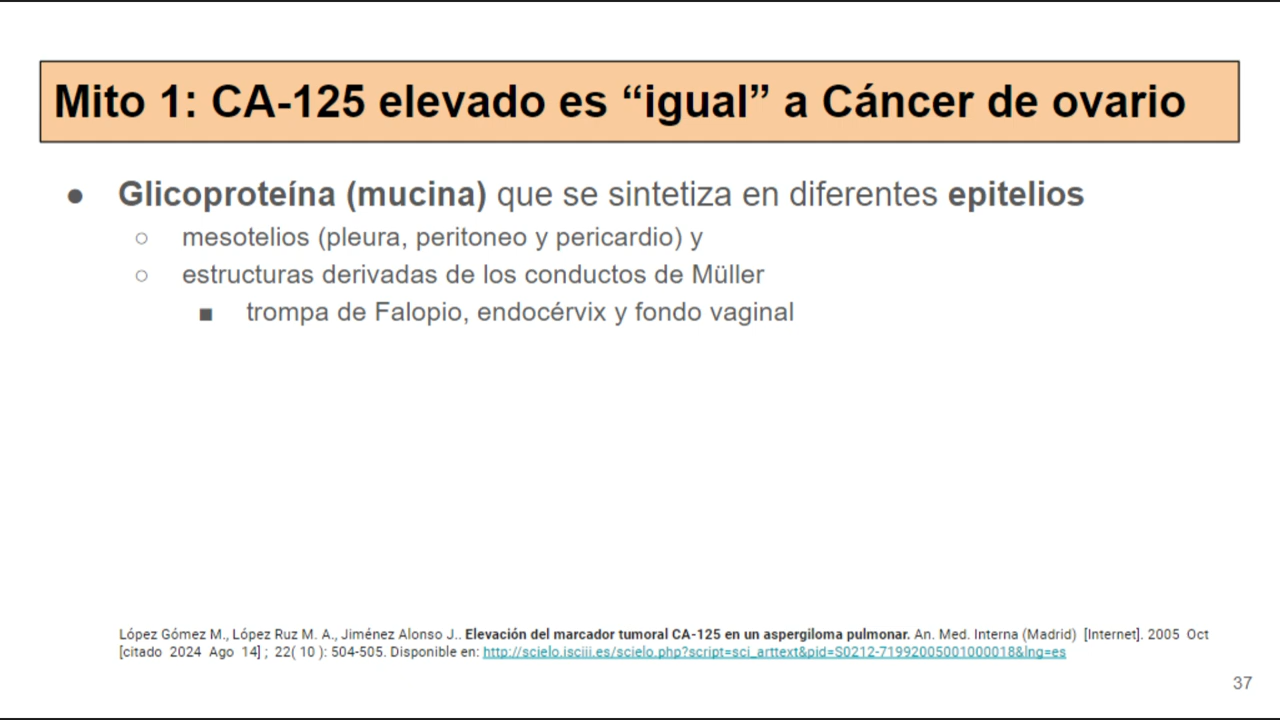 Mito 1: CA-125 elevado es “igual” a Cáncer de ovario
● Glicoproteína (mucina) que se sintetiza en diferentes epitelios
○ mesotelios (pleura, peritoneo y pericardio) y
○ estructuras derivadas de los conductos de Müller
■ trompa de Falopio, endocérvix y fondo vaginal
López Gómez M., López Ruz M. A., Jiménez Alonso J.. Elevación del marcador tumoral CA-125 en un aspergiloma pulmonar. An. Med. Interna (Madrid) [Internet]. 2005 Oct
[citado 2024 Ago 14] ; 22( 10 ): 504-505. Disponible en: http://scielo.isciii.es/scielo.php?script=sci_arttext&pid=S0212-71992005001000018&lng=es
37